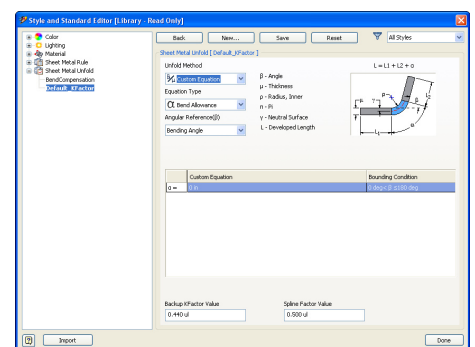 Style and Standard Editor [Library - Read Only]
Color
Lighting
Material
Sheet Metal Rule
Sheet Metal Unfold
BendCompensation
Default_KFactor
Back
New...
Save
Reset
All Styles
Sheet Metal Unfold [ Default_KFactor ]
Unfold Method
Custom Equation
Equation Type
α Bend Allowance
Angular Reference(β)
Bending Angle
β - Angle
μ - Thickness
ρ - Radius, Inner
π - Pi
γ - Neutral Surface
L - Developed Length
L = L1 + L2 + α
Custom Equation
Bounding Condition
α =
0 in
0 deg< β ≤180 deg
Backup KFactor Value
0.440 ul
Spline Factor Value
0.500 ul
Import
Done